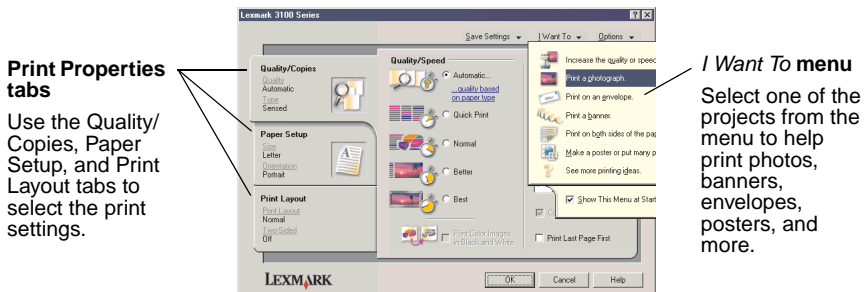 Print Properties
tabs
Use the Quality/
Copies, Paper
Setup, and Print
Layout tabs to
select the print
settings.
Lexmark 3100 Series
Save Settings
I Want To
Options
Quality/Copies
Quality
Automatic
Type
Sensed
Paper Setup
Size
Letter
Orientation
Portrait
Print Layout
Print Layout
Normal
Two-Sided
Off
Quality/Speed
Automatic...
...quality based
on paper type
Quick Print
Normal
Better
Best
Print Color Images
in Black and White
Increase the quality or speed
Print a photograph.
Print on an envelope.
Print a banner.
Print on both sides of the pa
Make a poster or put many p
See more printing ideas.
Show This Menu at Start
Print Last Page First
LEXMARK
OK
Cancel
Help
I Want To menu
Select one of the
projects from the
menu to help
print photos,
banners,
envelopes,
posters, and
more.